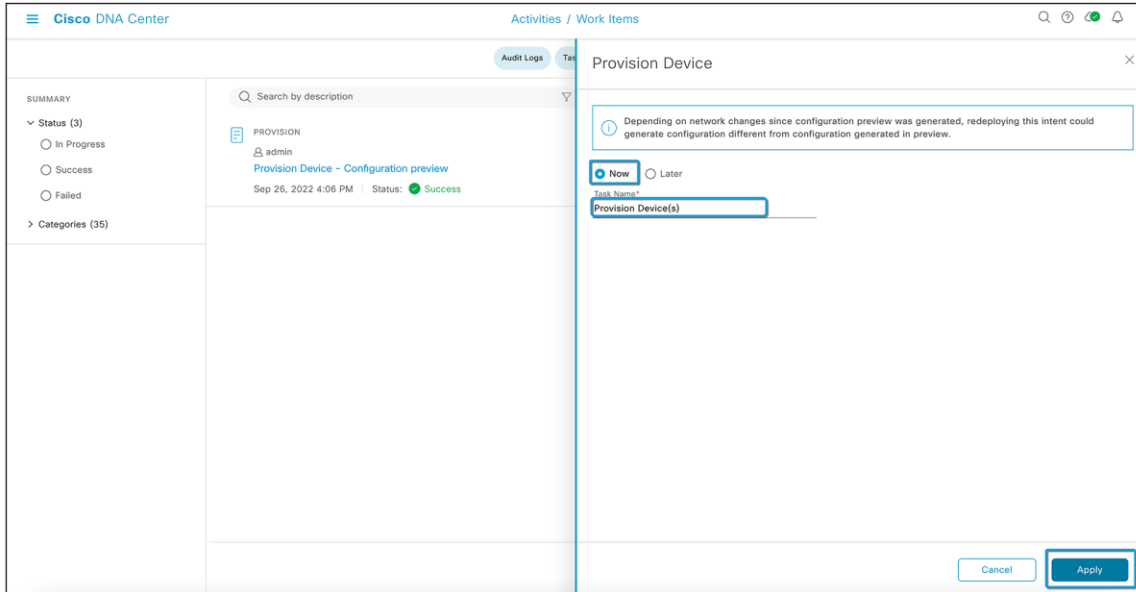 Cisco DNA Center
Activities / Work Items
Audit Logs
Tas
SUMMARY
Status (3)
In Progress
Success
Failed
Categories (35)
Search by description
PROVISION
admin
Provision Device - Configuration preview
Sep 26, 2022 4:06 PM | Status: Success
Provision Device
Depending on network changes since configuration preview was generated, redeploying this intent could
generate configuration different from configuration generated in preview.
Now
Later
Task Name*
Provision Device(s)
Cancel
Apply